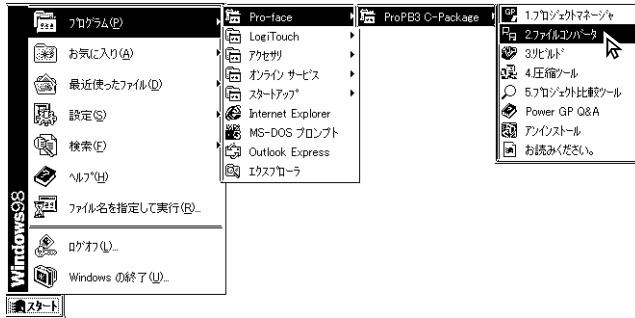 ﾌﾟﾛｸﾞﾗﾑ(P)
お気に入り(A)
最近使ったﾌｧｲﾙ(D)
設定(S)
検索(F)
ﾍﾙﾌﾟ(H)
ﾌｧｲﾙ名を指定して実行(R)...
ﾛｸﾞｵﾌ(L)...
Windows の終了(U)...
Windows98
スタート
Pro-face
LogiTouch
ｱｸｾｻﾘ
ｵﾝﾗｲﾝ ｻｰﾋﾞｽ
ｽﾀｰﾄｱｯﾌﾟ
Internet Explorer
MS-DOS ﾌﾟﾛﾝﾌﾟﾄ
Outlook Express
ｴｸｽﾌﾟﾛｰﾗ
ProPB3 C-Package
1.ﾌﾟﾛｼﾞｪｸﾄﾏﾈｰｼﾞｬ
2.ﾌｧｲﾙｺﾝﾊﾞｰﾀ
3.ﾘﾋﾞﾙﾄﾞ
4.圧縮ﾂｰﾙ
5.ﾌﾟﾛｼﾞｪｸﾄ比較ﾂｰﾙ
Power GP Q&A
ｱﾝｲﾝｽﾄｰﾙ
お読みください。